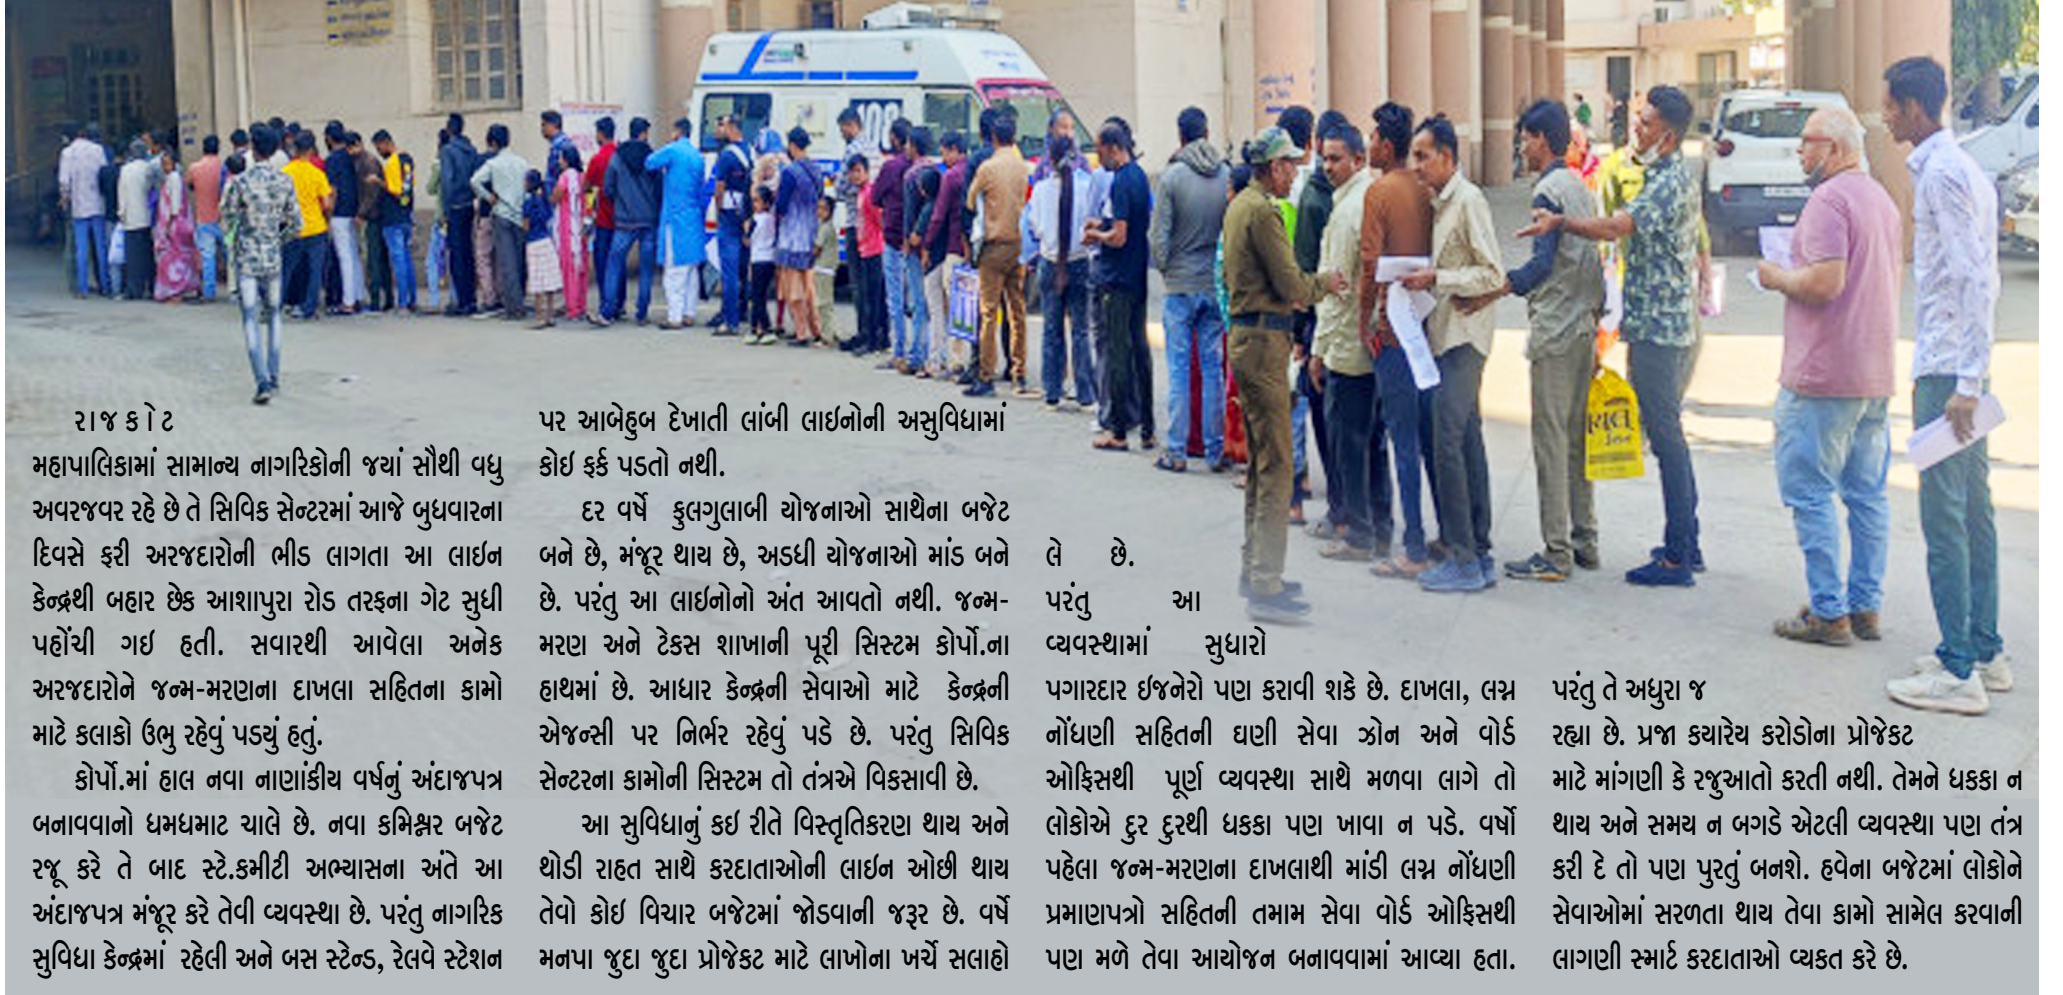 108
રાજકોટ
મહાપાલિકામાં સામાન્ય નાગરિકોની જયાં સૌથી વધુ
અવરજવર રહે છે તે સિવિક સેન્ટરમાં આજે બુધવારના
દિવસે ફરી અરજદારોની ભીડ લાગતા આ લાઇન
કેન્દ્રથી બહાર છેક આશાપુરા રોડ તરફના ગેટ સુધી
પહોંચી ગઇ હતી. સવારથી આવેલા અનેક
અરજદારોને જન્મ-મરણના દાખલા સહિતના કામો
માટે કલાકો ઉભુ રહેવું પડયું હતું.
કોર્પો.માં હાલ નવા નાણાંકીય વર્ષનું અંદાજપત્ર
બનાવવાનો ધમધમાટ ચાલે છે. નવા કમિશ્નર બજેટ
રજૂ કરે તે બાદ સ્ટે.કમીટી અભ્યાસના અંતે આ
અંદાજપત્ર મંજૂર કરે તેવી વ્યવસ્થા છે. પરંતુ નાગરિક
સુવિધા કેન્દ્રમાં રહેલી અને બસ સ્ટેન્ડ, રેલવે સ્ટેશન
પર આબેહુબ દેખાતી લાંબી લાઇનોની અસુવિધામાં
કોઇ ફર્ક પડતો નથી.
દર વર્ષે ફુલગુલાબી યોજનાઓ સાથેના બજેટ
બને છે, મંજૂર થાય છે, અડધી યોજનાઓ માંડ બને
છે. પરંતુ આ લાઇનોનો અંત આવતો નથી. જન્મ-
મરણ અને ટેકસ શાખાની પૂરી સિસ્ટમ કોર્પો.ના
હાથમાં છે. આધાર કેન્દ્રની સેવાઓ માટે કેન્દ્રની
એજન્સી પર નિર્ભર રહેવું પડે છે. પરંતુ સિવિક
સેન્ટરના કામોની સિસ્ટમ તો તંત્રએ વિકસાવી છે.
આ સુવિધાનું કઇ રીતે વિસ્તૃતિકરણ થાય અને
થોડી રાહત સાથે કરદાતાઓની લાઇન ઓછી થાય
તેવો કોઇ વિચાર બજેટમાં જોડવાની જરૂર છે. વર્ષે
મનપા જુદા જુદા પ્રોજેકટ માટે લાખોના ખર્ચે સલાહો
લે છે.
પરંતુ આ
વ્યવસ્થામાં સુધારો
પગારદાર ઇજનેરો પણ કરાવી શકે છે. દાખલા, લગ્ન
નોંધણી સહિતની ઘણી સેવા ઝોન અને વોર્ડ
ઓફિસથી પૂર્ણ વ્યવસ્થા સાથે મળવા લાગે તો
લોકોએ દુર દુરથી ધકકા પણ ખાવા ન પડે. વર્ષો
પહેલા જન્મ-મરણના દાખલાથી માંડી લગ્ન નોંધણી
પ્રમાણપત્રો સહિતની તમામ સેવા વોર્ડ ઓફિસથી
પણ મળે તેવા આયોજન બનાવવામાં આવ્યા હતા.
પરંતુ તે અધુરા જ
રહ્યા છે. પ્રજા કયારેય કરોડોના પ્રોજેકટ
માટે માંગણી કે રજુઆતો કરતી નથી. તેમને ધકકા ન
થાય અને સમય ન બગડે એટલી વ્યવસ્થા પણ તંત્ર
કરી દે તો પણ પુરતું બનશે. હવેના બજેટમાં લોકોને
સેવાઓમાં સરળતા થાય તેવા કામો સામેલ કરવાની
લાગણી સ્માર્ટ કરદાતાઓ વ્યકત કરે છે.